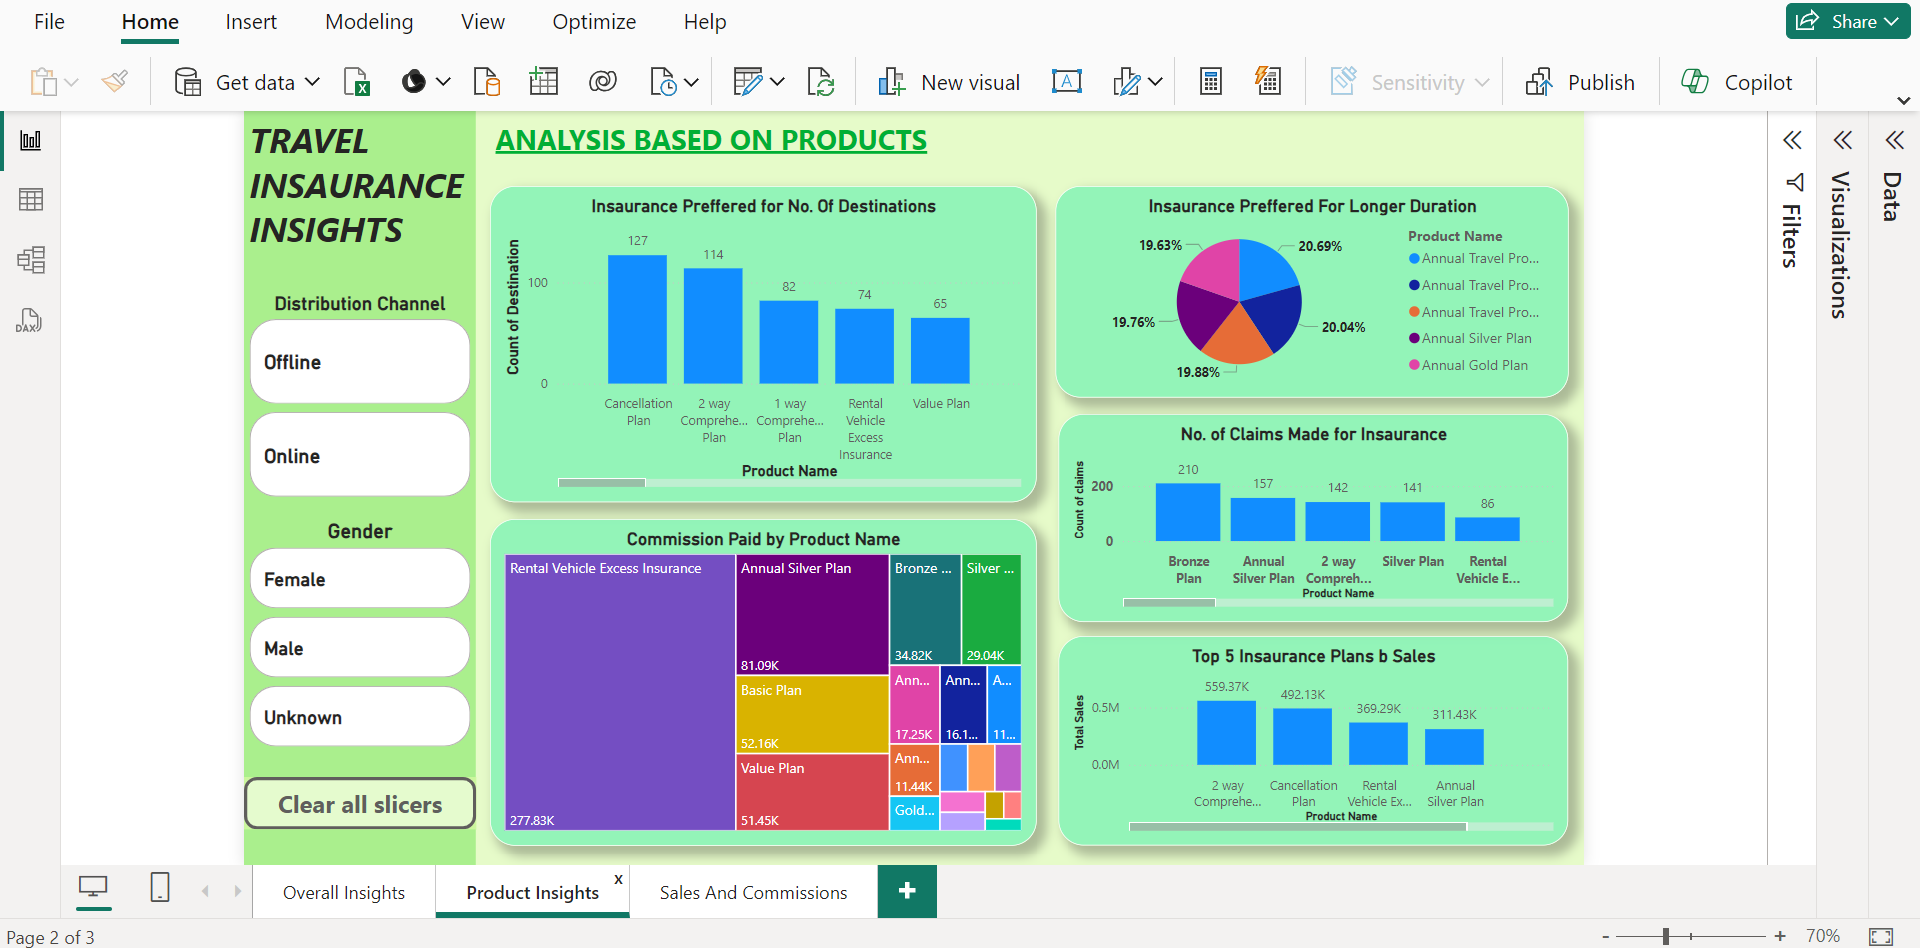 File Home Insert Modeling View Optimize Help
Share
Get data New visual Sensitivity Publish Copilot
TRAVEL
INSAURANCE
INSIGHTS
Distribution Channel
Offline
Online
Gender
Female
Male
Unknown
Clear all slicers
ANALYSIS BASED ON PRODUCTS
Insaurance Preffered for No. Of Destinations
Count of Destination
100
0
127
114
82
74
65
Cancellation
Plan
2 way
Comprehe...
Plan
1 way
Comprehe...
Plan
Rental
Vehicle
Excess
Insurance
Value Plan
Product Name
Insaurance Preffered For Longer Duration
19.63%
20.69%
19.76%
20.04%
19.88%
Product Name
Annual Travel Pro...
Annual Travel Pro...
Annual Travel Pro...
Annual Silver Plan
Annual Gold Plan
Commission Paid by Product Name
Rental Vehicle Excess Insurance
277.83K
Annual Silver Plan
81.09K
Basic Plan
52.16K
Value Plan
51.45K
Bronze ...
34.82K
Silver ...
29.04K
Ann...
17.25K
Ann...
16.1...
A...
11...
Ann...
11.44K
Gold...
No. of Claims Made for Insaurance
Count of claims
200
0
210
157
142
141
86
Bronze
Plan
Annual
Silver Plan
2 way
Compreh...
Silver Plan
Rental
Vehicle E...
Product Name
Top 5 Insaurance Plans b Sales
Total Sales
0.5M
0.0M
559.37K
492.13K
369.29K
311.43K
2 way
Comprehe...
Cancellation
Plan
Rental
Vehicle Ex...
Annual
Silver Plan
Product Name
Filters
Visualizations
Data
DAX
Overall Insights
Product Insights x
Sales And Commissions
+
Page 2 of 3
- + 70%